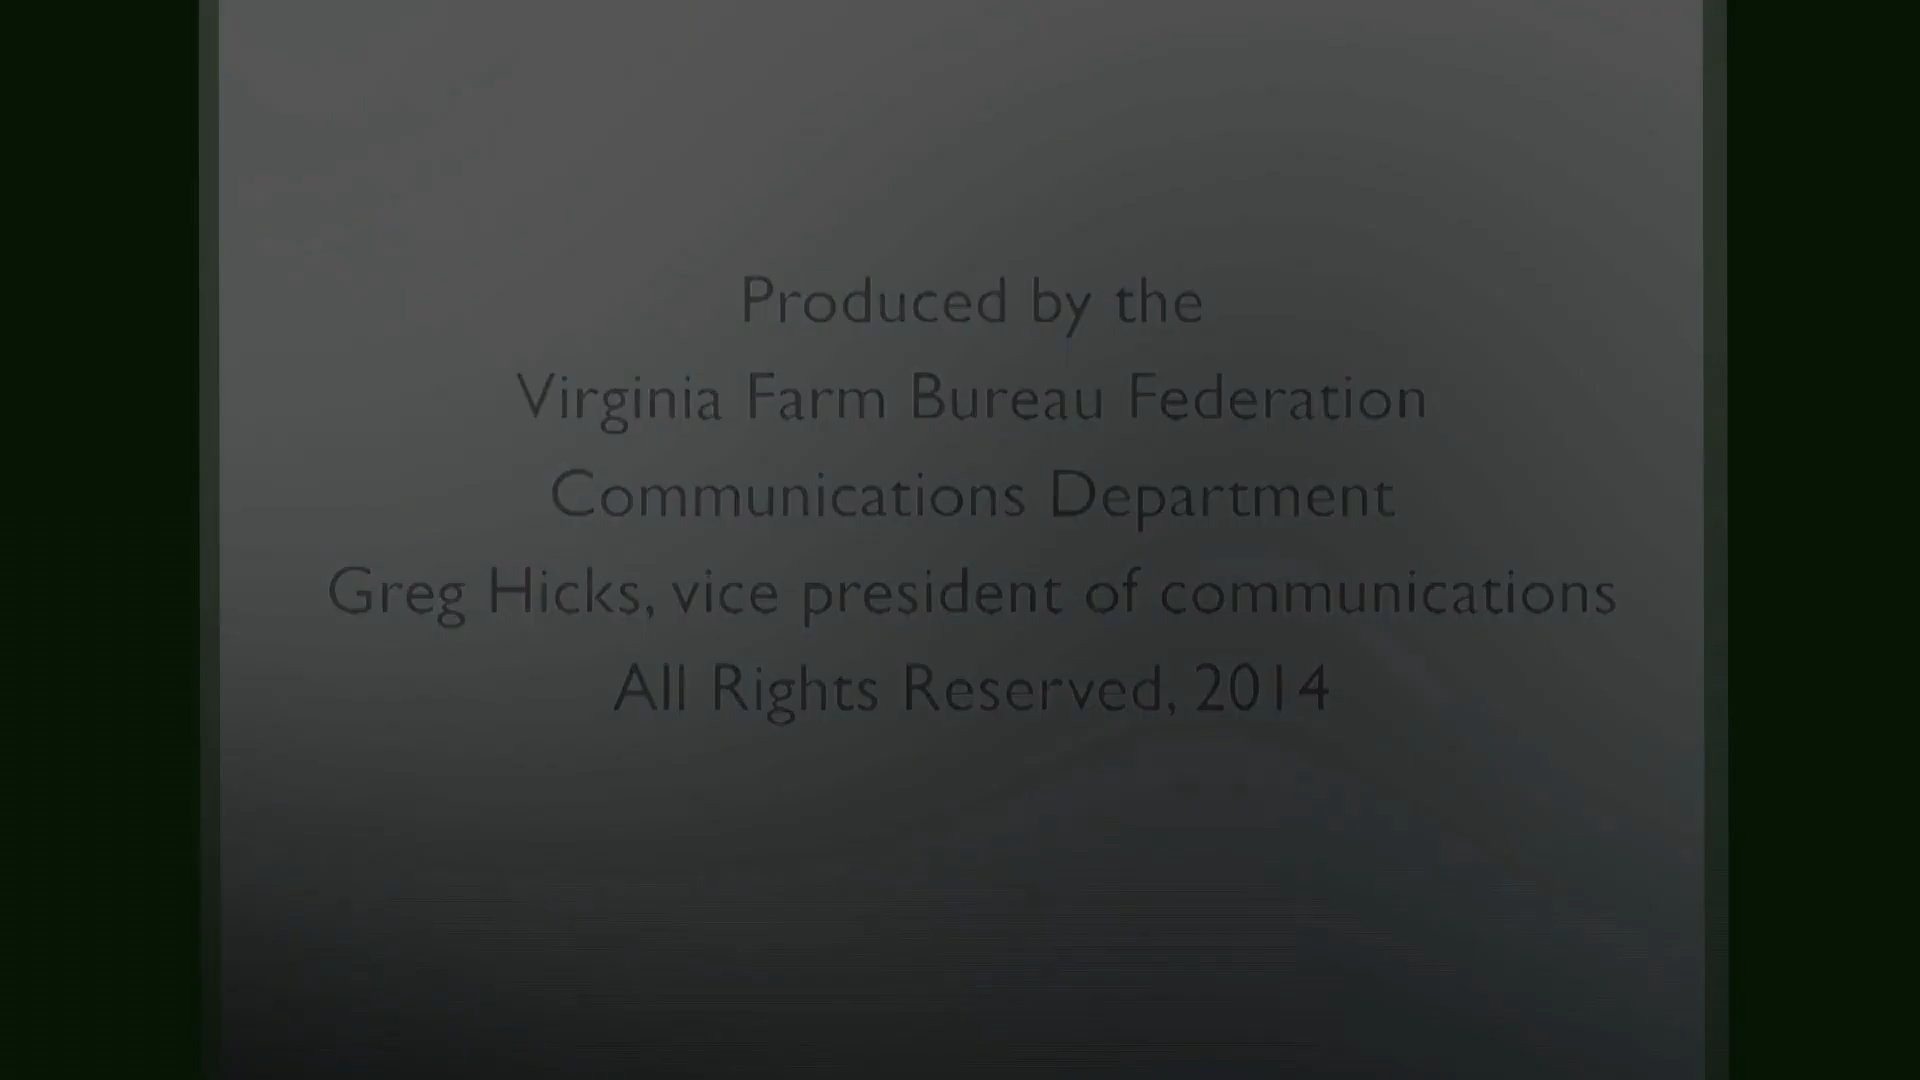 Produced by the
Virginia Farm Bureau Federation
Communications Department
Greg Hicks, vice president of communications
All Rights Reserved, 2014